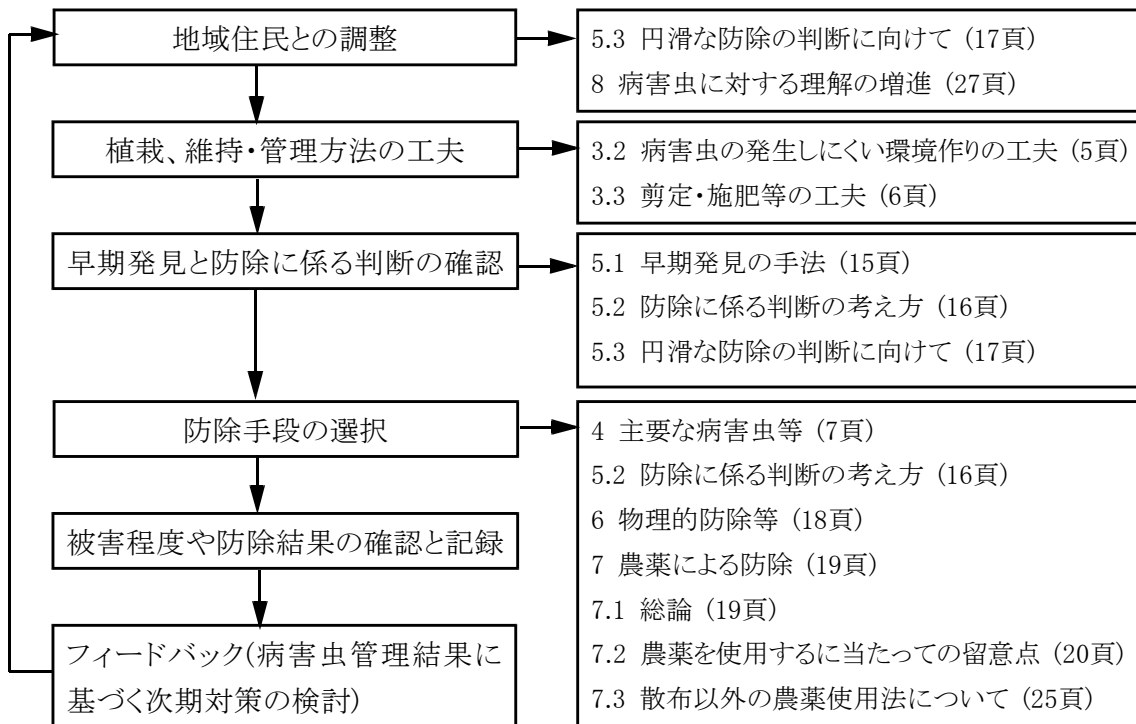 地域住民との調整
5.3 円滑な防除の判断に向けて (17頁)
8 病害虫に対する理解の増進 (27頁)
植栽、維持・管理方法の工夫
3.2 病害虫の発生しにくい環境作りの工夫 (5頁)
3.3 剪定・施肥等の工夫 (6頁)
早期発見と防除に係る判断の確認
5.1 早期発見の手法 (15頁)
5.2 防除に係る判断の考え方 (16頁)
5.3 円滑な防除の判断に向けて (17頁)
防除手段の選択
4 主要な病害虫等 (7頁)
5.2 防除に係る判断の考え方 (16頁)
6 物理的防除等 (18頁)
7 農薬による防除 (19頁)
7.1 総論 (19頁)
7.2 農薬を使用するに当たっての留意点 (20頁)
7.3 散布以外の農薬使用法について (25頁)
被害程度や防除結果の確認と記録
フィードバック(病害虫管理結果に
基づく次期対策の検討)